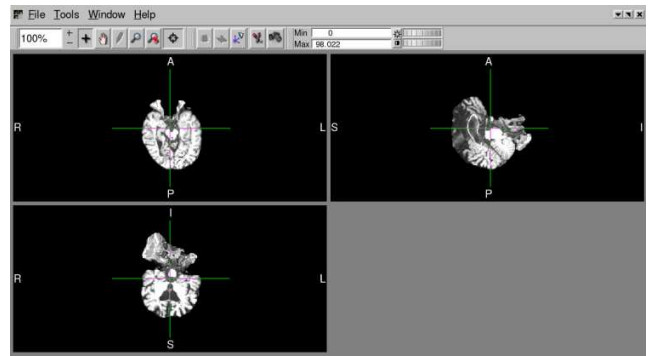 File Tools Window Help
100% + − Min 0
Max 98.022
A
R L
P
A
S I
P
I
R L
S